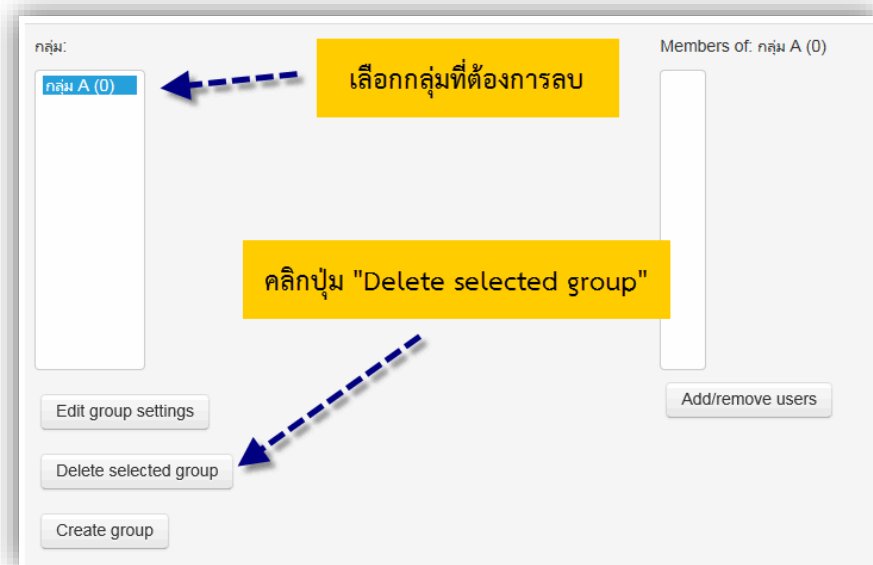 กลุ่ม:
เลือกกลุ่มที่ต้องการลบ
Members of: กลุ่ม A (0)
กลุ่ม A (0)
คลิกปุ่ม "Delete selected group"
Edit group settings
Add/remove users
Delete selected group
Create group